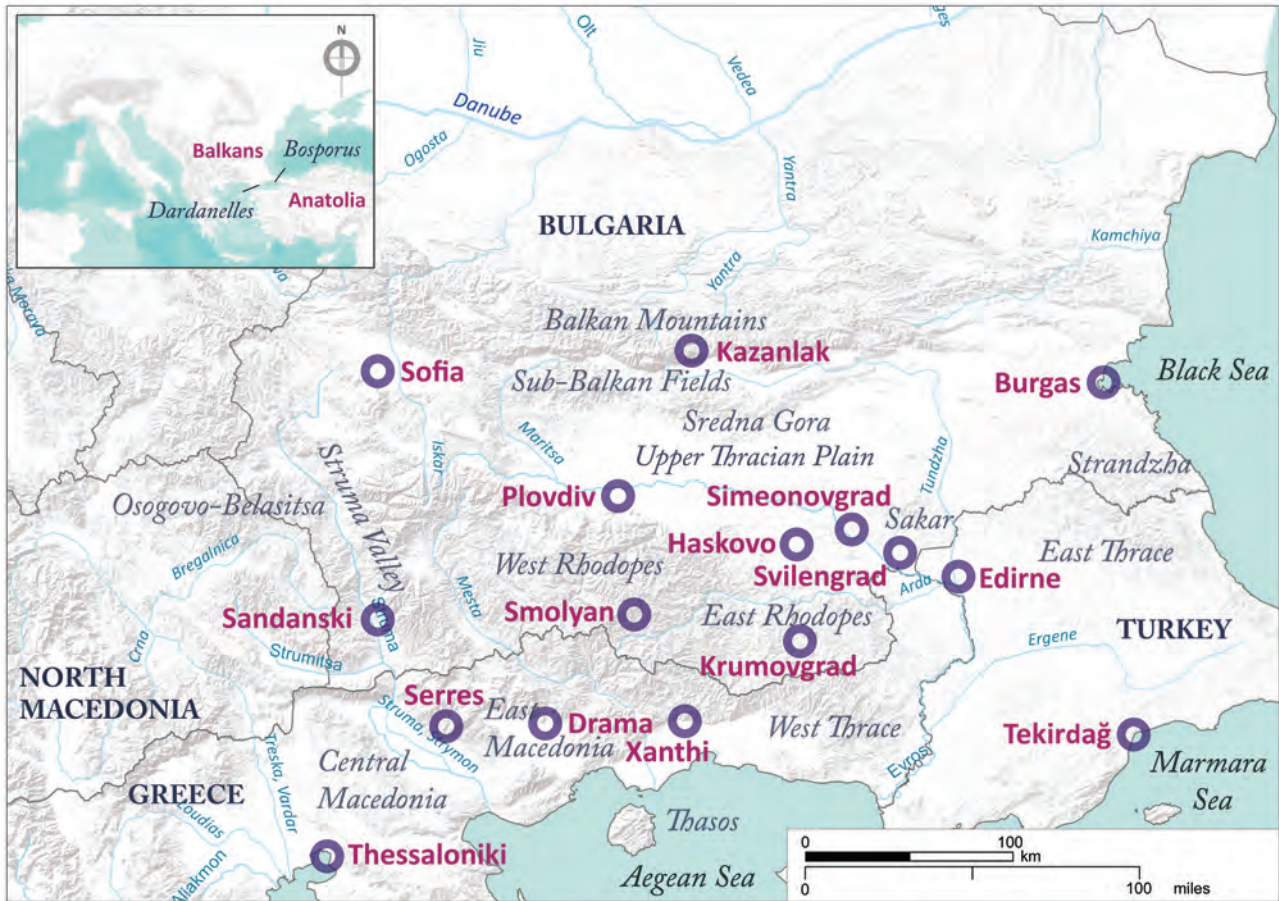 N
Balkans
Bosporus
Dardanelles
Anatolia
Jiu
Olt
Vedea
ges
Danube
Ogosta
Yantra
BULGARIA
Kamchiya
Yantra
Balkan Mountains
Kazanlak
Sofia
Sub-Balkan Fields
Burgas
Black Sea
Sredna Gora
Iskar
Maritsa
Upper Thracian Plain
Tundzha
Strandzha
Struma Valley
Plovdiv
Simeonovgrad
Osogovo-Belasitsa
Sakar
Haskovo
East Thrace
Bregalnica
West Rhodopes
Svilengrad
Arda
Edirne
Mesta
Sandanski
Struma
Smolyan
East Rhodopes
TURKEY
Crna
Strumitsa
Krumovgrad
Ergene
NORTH
MACEDONIA
Serres
East
Macedonia
Drama
Xanthi
West Thrace
Tekirdağ
Struma, Strymon
Treska, Vardar
Central
Macedonia
Evros
Marmara
Sea
GREECE
Loudias
Thasos
Thessaloniki
Aliakmon
Aegean Sea
0 100
km
0 100 miles